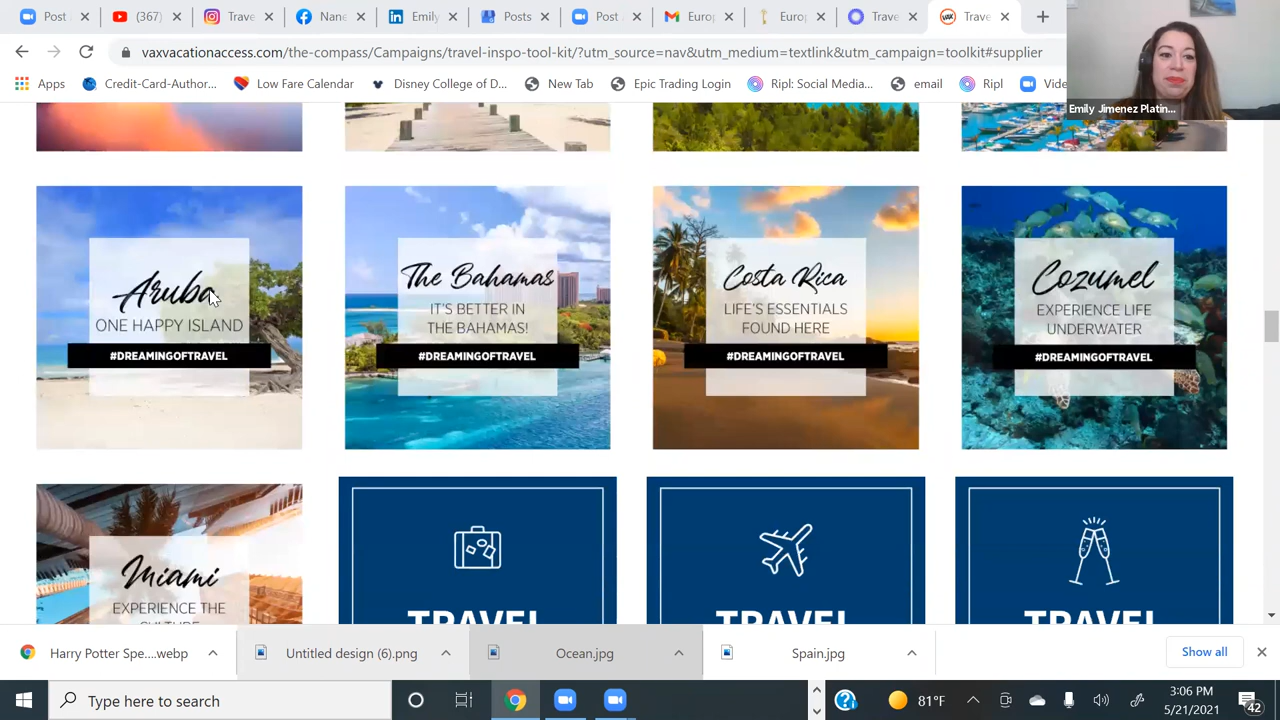 Post
(367)
Trave
Nane
Emily
Posts
Post
Europ
Europ
Trave
Trave
vaxvacationaccess.com/the-compass/Campaigns/travel-inspo-tool-kit/?utm_source=nav&utm_medium=textlink&utm_campaign=toolkit#supplier
Apps
Credit-Card-Author...
Low Fare Calendar
Disney College D...
New Tab
Epic Trading Login
Ripl: Social Media...
email
Ripl
Emily Jimenez Platin...
Aruba
ONE HAPPY ISLAND
#DREAMINGOFTRAVEL
The Bahamas
IT'S BETTER IN
THE BAHAMAS!
#DREAMINGOFTRAVEL
Costa Rica
LIFE'S ESSENTIALS
FOUND HERE
#DREAMINGOFTRAVEL
Cozumel
EXPERIENCE LIFE
UNDERWATER
#DREAMINGOFTRAVEL
Miami
EXPERIENCE THE
CULTURE
TRAVEL
TRAVEL
TRAVEL
Harry Potter Spe....webp
Untitled design (6).png
Ocean.jpg
Spain.jpg
Show all
Type here to search
81°F
3:06 PM
5/21/2021
42